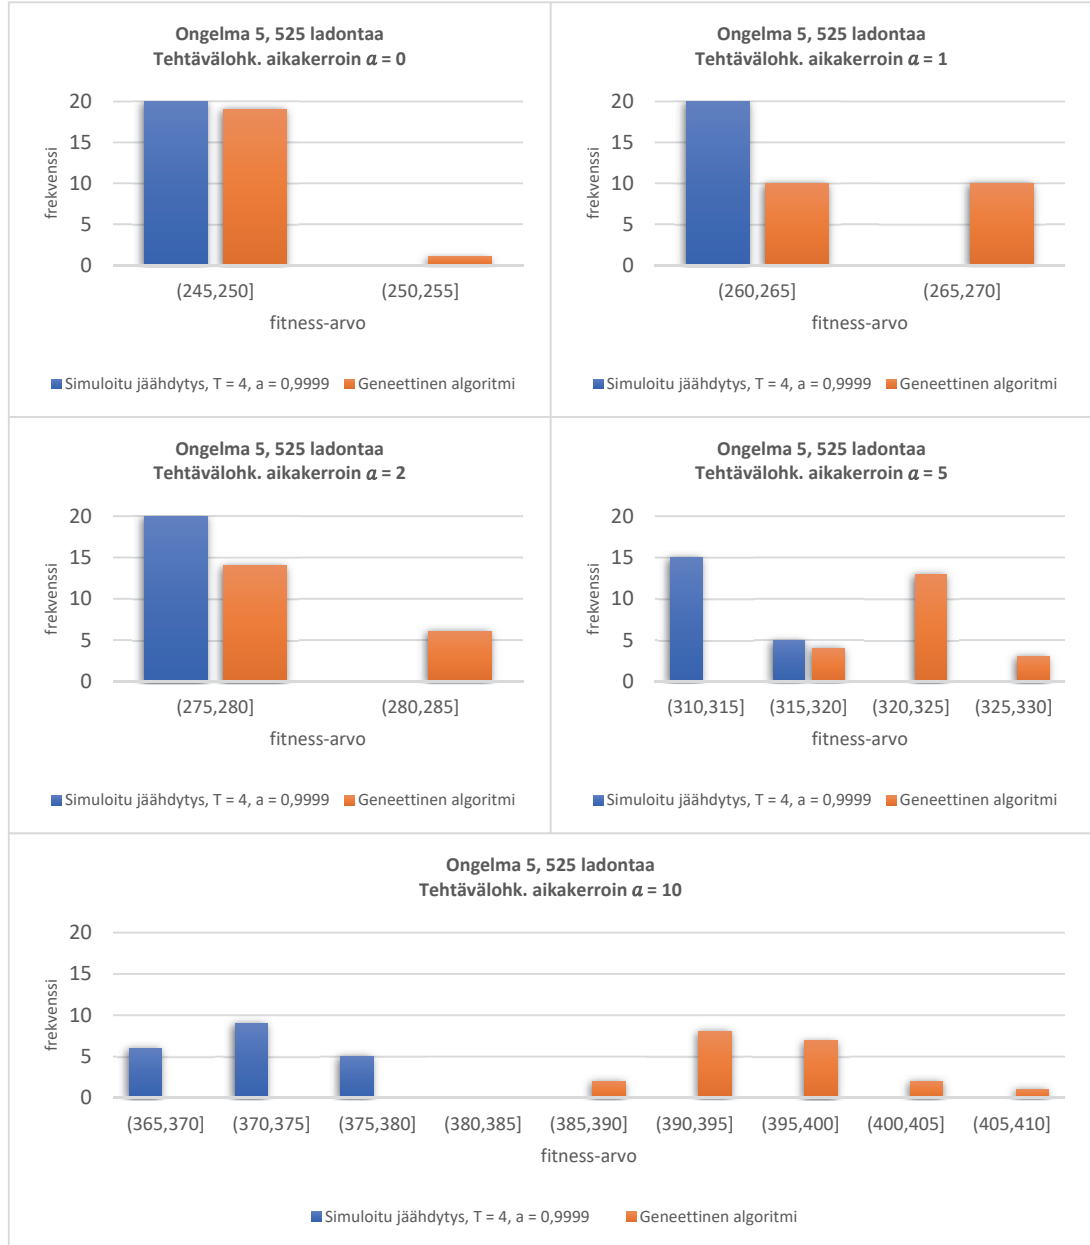 Ongelma 5, 525 ladontaa
Tehtävälohk. aikakerroin a = 0
20
15
10
5
0
frekvenssi
(245,250] (250,255]
fitness-arvo
Simuloitu jäähdytys, T = 4, a = 0,9999 Geneettinen algoritmi
Ongelma 5, 525 ladontaa
Tehtävälohk. aikakerroin a = 1
20
15
10
5
0
frekvenssi
(260,265] (265,270]
fitness-arvo
Simuloitu jäähdytys, T = 4, a = 0,9999 Geneettinen algoritmi
Ongelma 5, 525 ladontaa
Tehtävälohk. aikakerroin a = 2
20
15
10
5
0
frekvenssi
(275,280] (280,285]
fitness-arvo
Simuloitu jäähdytys, T = 4, a = 0,9999 Geneettinen algoritmi
Ongelma 5, 525 ladontaa
Tehtävälohk. aikakerroin a = 5
20
15
10
5
0
frekvenssi
(310,315] (315,320] (320,325] (325,330]
fitness-arvo
Simuloitu jäähdytys, T = 4, a = 0,9999 Geneettinen algoritmi
Ongelma 5, 525 ladontaa
Tehtävälohk. aikakerroin a = 10
20
15
10
5
0
frekvenssi
(365,370] (370,375] (375,380] (380,385] (385,390] (390,395] (395,400] (400,405] (405,410]
fitness-arvo
Simuloitu jäähdytys, T = 4, a = 0,9999 Geneettinen algoritmi